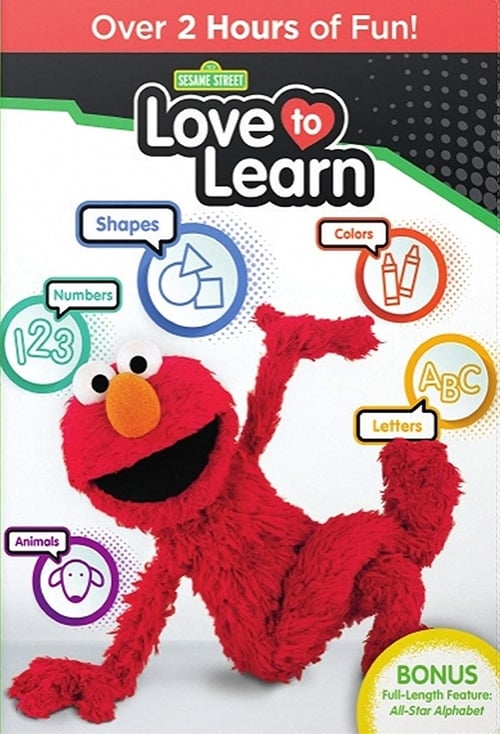 Over 2 Hours of Fun!
SESAME STREET
Love to
Learn
Shapes
Colors
Numbers
123
ABC
Letters
Animals
BONUS
Full-Length Feature:
All-Star Alphabet